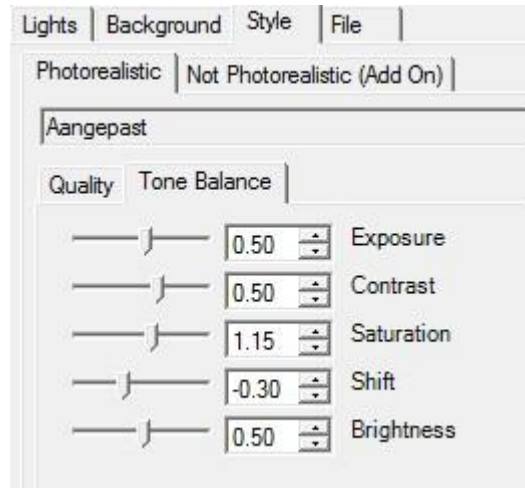 Lights Background Style File
Photorealistic Not Photorealistic (Add On)
Aangepast
Quality Tone Balance
0.50 Exposure
0.50 Contrast
1.15 Saturation
-0.30 Shift
0.50 Brightness